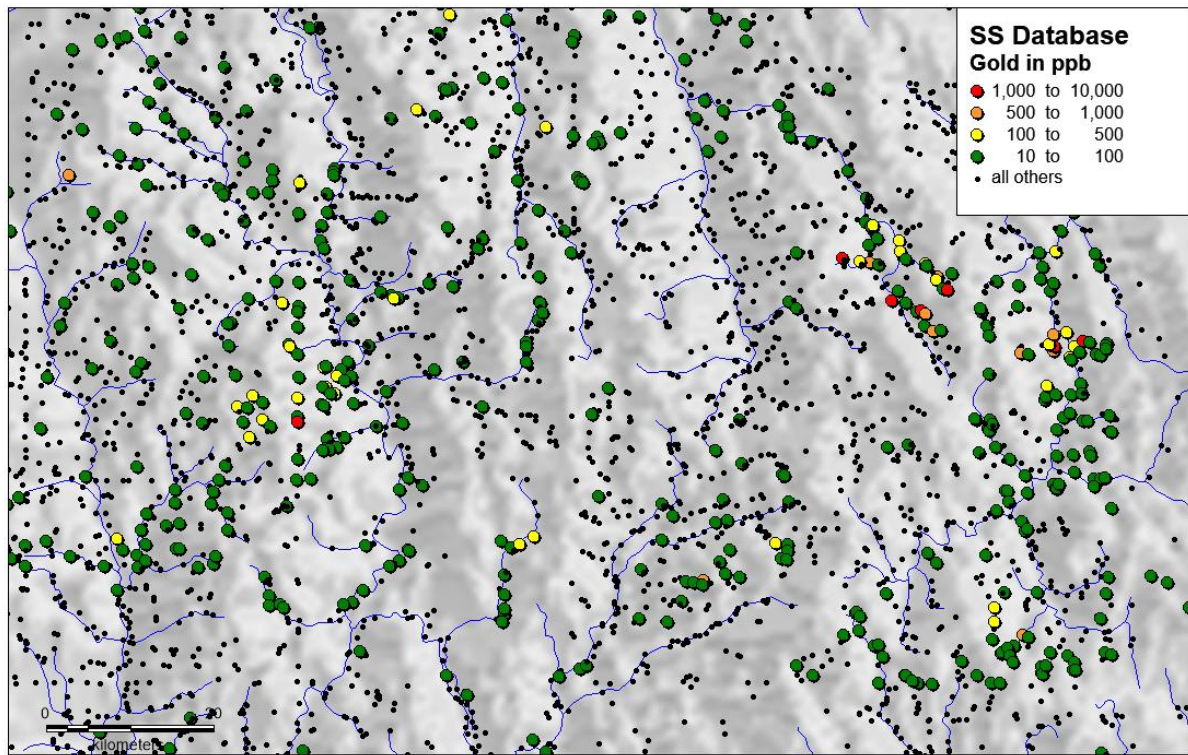 SS Database
Gold in ppb
1,000 to 10,000
500 to 1,000
100 to 500
10 to 100
all others
0
kilometers